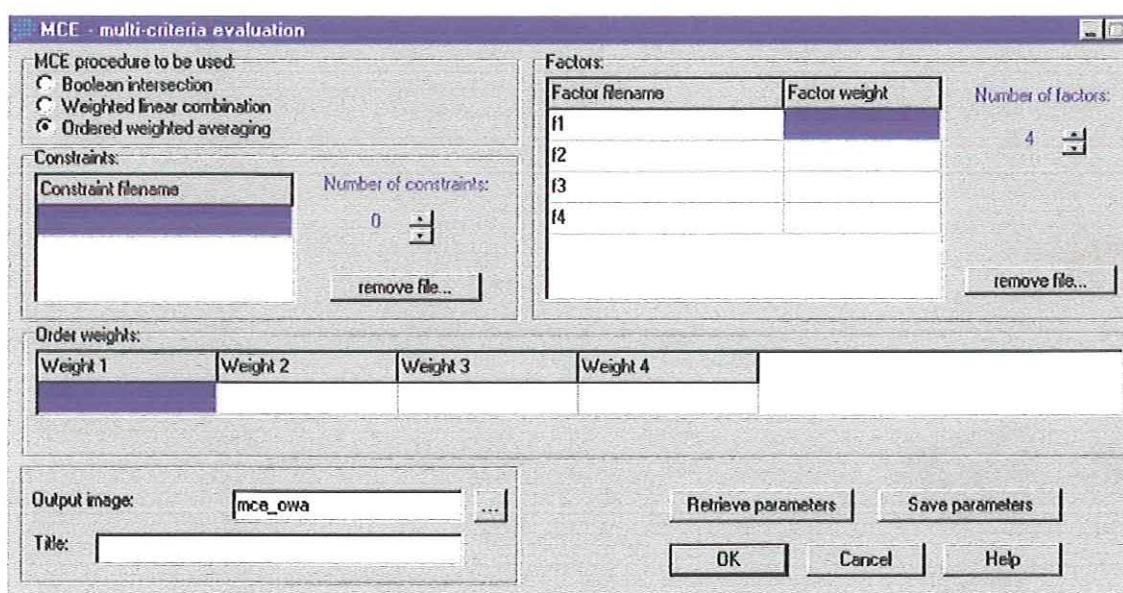 MCE - multi-criteria evaluation
MCE procedure to be used:
Boolean intersection
Weighted linear combination
Ordered weighted averaging
Constraints:
Constraint filename
Number of constraints:
0
remove file...
Factors:
Factor filename Factor weight
Number of factors:
4
f1
f2
f3
f4
remove file...
Order weights:
Weight 1 Weight 2 Weight 3 Weight 4
Output image: mce_owa ...
Title:
Retrieve parameters Save parameters
OK Cancel Help